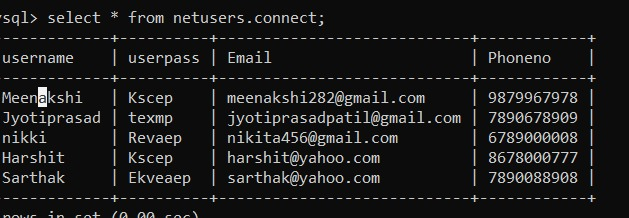 ysql> select * from netusers.connect;
username | userpass | Email | Phoneno |
Meenakshi | Kscep | meenakshi282@gmail.com | 9879967978 |
Jyotiprasad | texmp | jyotiprasadpatil@gmail.com | 7890678909 |
nikki | Revaep | nikita456@gmail.com | 6789000008 |
Harshit | Kscep | harshit@yahoo.com | 8678000777 |
Sarthak | Ekveaep | sarthak@yahoo.com | 7890088908 |
rows in set (0.00 sec)